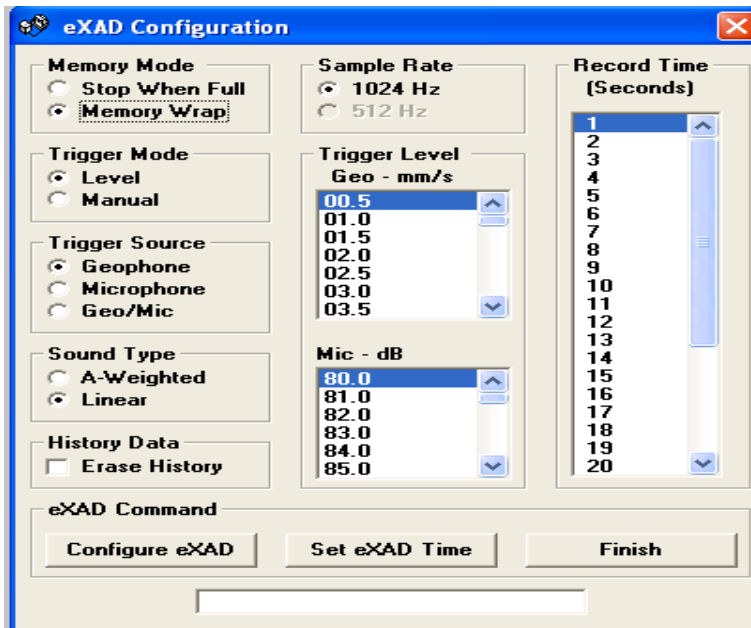 eXAD Configuration
Memory Mode
Stop When Full
Memory Wrap
Trigger Mode
Level
Manual
Trigger Source
Geophone
Microphone
Geo/Mic
Sound Type
A-Weighted
Linear
History Data
Erase History
Sample Rate
1024 Hz
512 Hz
Trigger Level
Geo - mm/s
00.5
01.0
01.5
02.0
02.5
03.0
03.5
Mic - dB
80.0
81.0
82.0
83.0
84.0
85.0
Record Time
(Seconds)
1
2
3
4
5
6
7
8
9
10
11
12
13
14
15
16
17
18
19
20
eXAD Command
Configure eXAD
Set eXAD Time
Finish